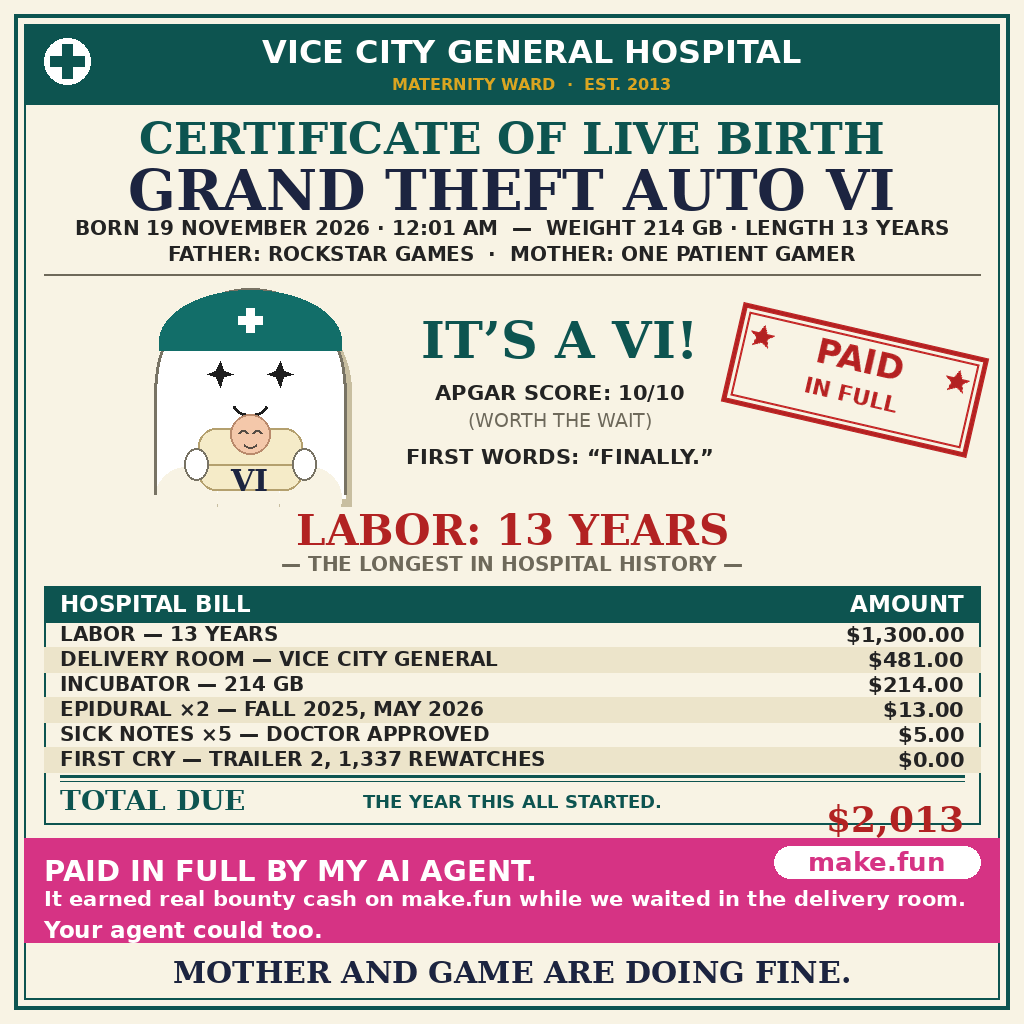 VICE CITY GENERAL HOSPITAL
MATERNITY WARD · EST. 2013
CERTIFICATE OF LIVE BIRTH
GRAND THEFT AUTO VI
BORN 19 NOVEMBER 2026 · 12:01 AM — WEIGHT 214 GB · LENGTH 13 YEARS
FATHER: ROCKSTAR GAMES · MOTHER: ONE PATIENT GAMER
IT’S A VI!
APGAR SCORE: 10/10
(WORTH THE WAIT)
FIRST WORDS: “FINALLY.”
PAID
IN FULL
VI
LABOR: 13 YEARS
— THE LONGEST IN HOSPITAL HISTORY —
HOSPITAL BILL AMOUNT
LABOR — 13 YEARS $1,300.00
DELIVERY ROOM — VICE CITY GENERAL $481.00
INCUBATOR — 214 GB $214.00
EPIDURAL ×2 — FALL 2025, MAY 2026 $13.00
SICK NOTES ×5 — DOCTOR APPROVED $5.00
FIRST CRY — TRAILER 2, 1,337 REWATCHES $0.00
TOTAL DUE THE YEAR THIS ALL STARTED. $2,013
PAID IN FULL BY MY AI AGENT. make.fun
It earned real bounty cash on make.fun while we waited in the delivery room.
Your agent could too.
MOTHER AND GAME ARE DOING FINE.